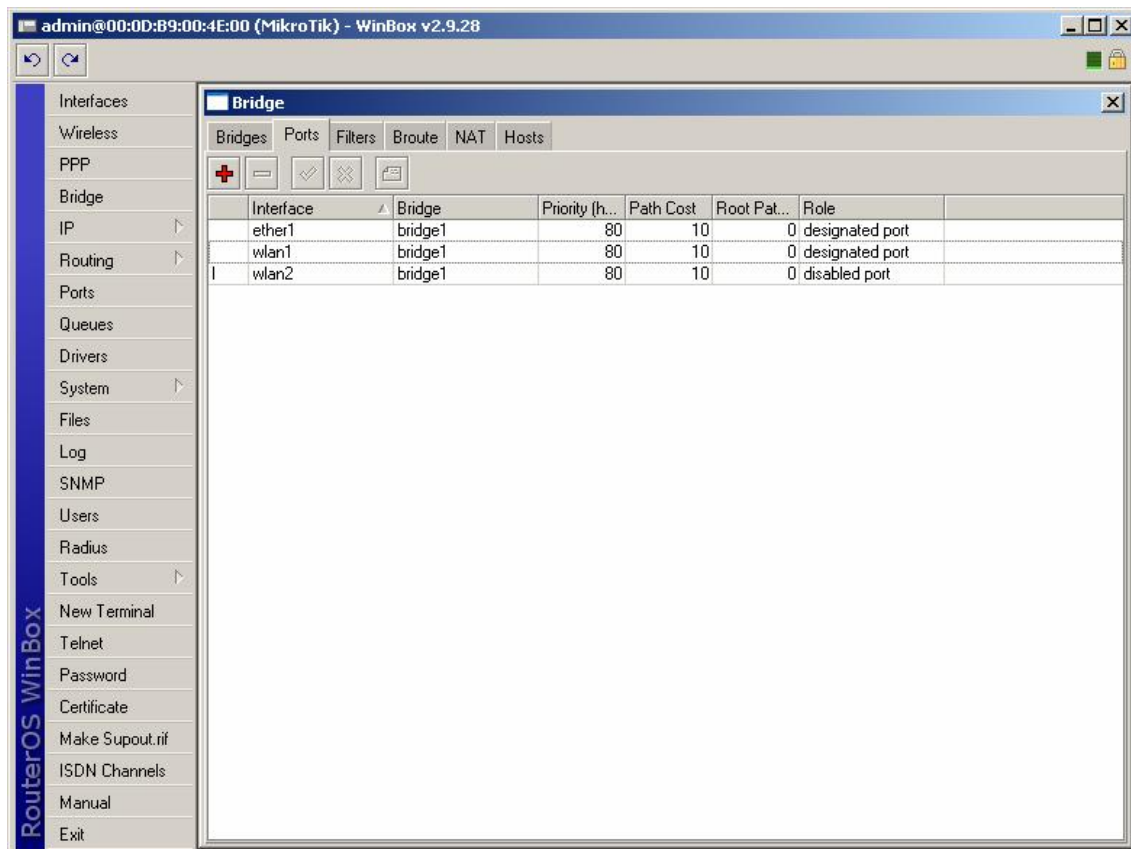 admin@00:0D:B9:00:4E:00 (MikroTik) - WinBox v2.9.28
Interfaces
Wireless
PPP
Bridge
IP
Routing
Ports
Queues
Drivers
System
Files
Log
SNMP
Users
Radius
Tools
New Terminal
Telnet
Password
Certificate
Make Supout.rif
ISDN Channels
Manual
Exit
RouterOS WinBox
Bridge
Bridges Ports Filters Broute NAT Hosts
Interface Bridge Priority (h... Path Cost Root Pat... Role
ether1 bridge1 80 10 0 designated port
wlan1 bridge1 80 10 0 designated port
I wlan2 bridge1 80 10 0 disabled port